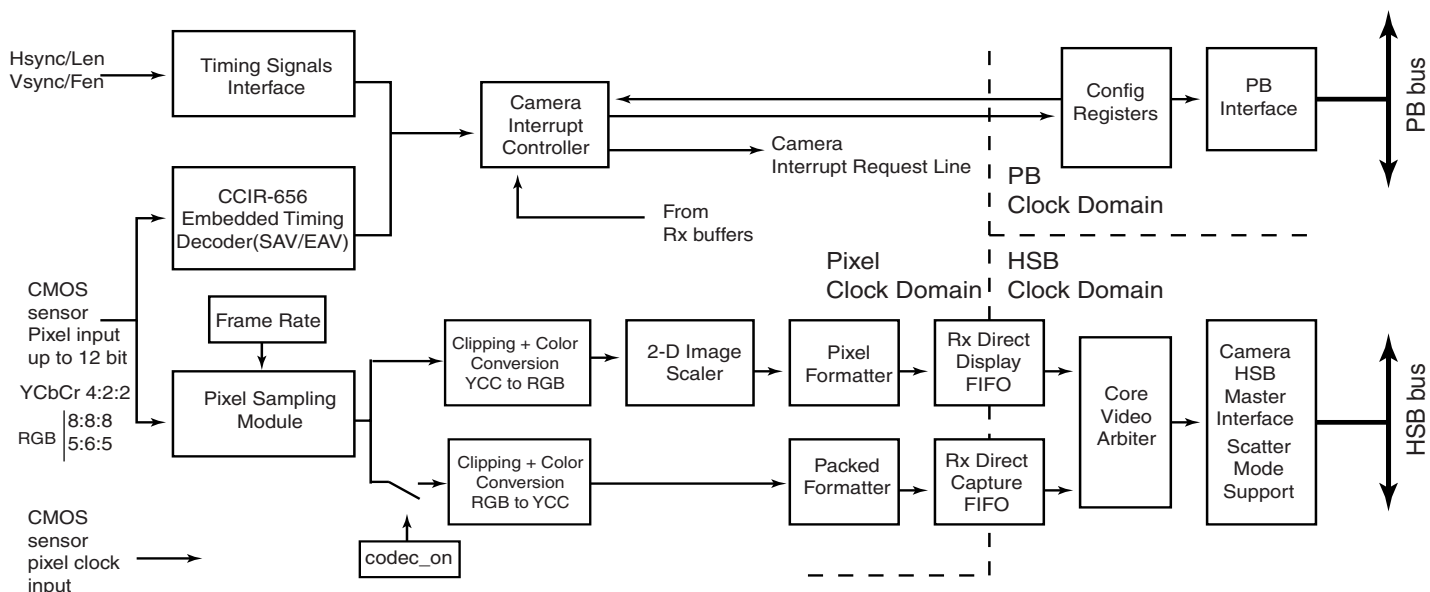 Hsync/Len
Vsync/Fen
Timing Signals
Interface
CCIR-656
Embedded Timing
Decoder(SAV/EAV)
Camera
Interrupt
Controller
Camera
Interrupt Request Line
From
Rx buffers
Config
Registers
PB
Interface
PB bus
PB
Clock Domain
Pixel
Clock Domain
HSB
Clock Domain
CMOS
sensor
Pixel input
up to 12 bit
YCbCr 4:2:2
RGB
8:8:8
5:6:5
Frame Rate
Pixel Sampling
Module
Clipping + Color
Conversion
YCC to RGB
2-D Image
Scaler
Pixel
Formatter
Rx Direct
Display
FIFO
Clipping + Color
Conversion
RGB to YCC
Packed
Formatter
Rx Direct
Capture
FIFO
Core
Video
Arbiter
Camera
HSB
Master
Interface
Scatter
Mode
Support
HSB bus
codec_on
CMOS
sensor
pixel clock
input